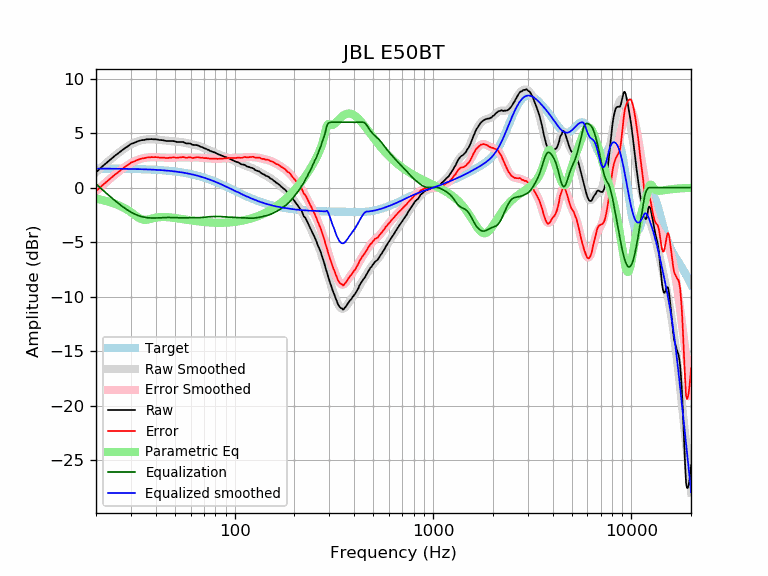 JBL E50BT
10
5
0
−5
−10
−15
−20
−25
Amplitude (dBr)
Target
Raw Smoothed
Error Smoothed
Raw
Error
Parametric Eq
Equalization
Equalized smoothed
100
1000
10000
Frequency (Hz)